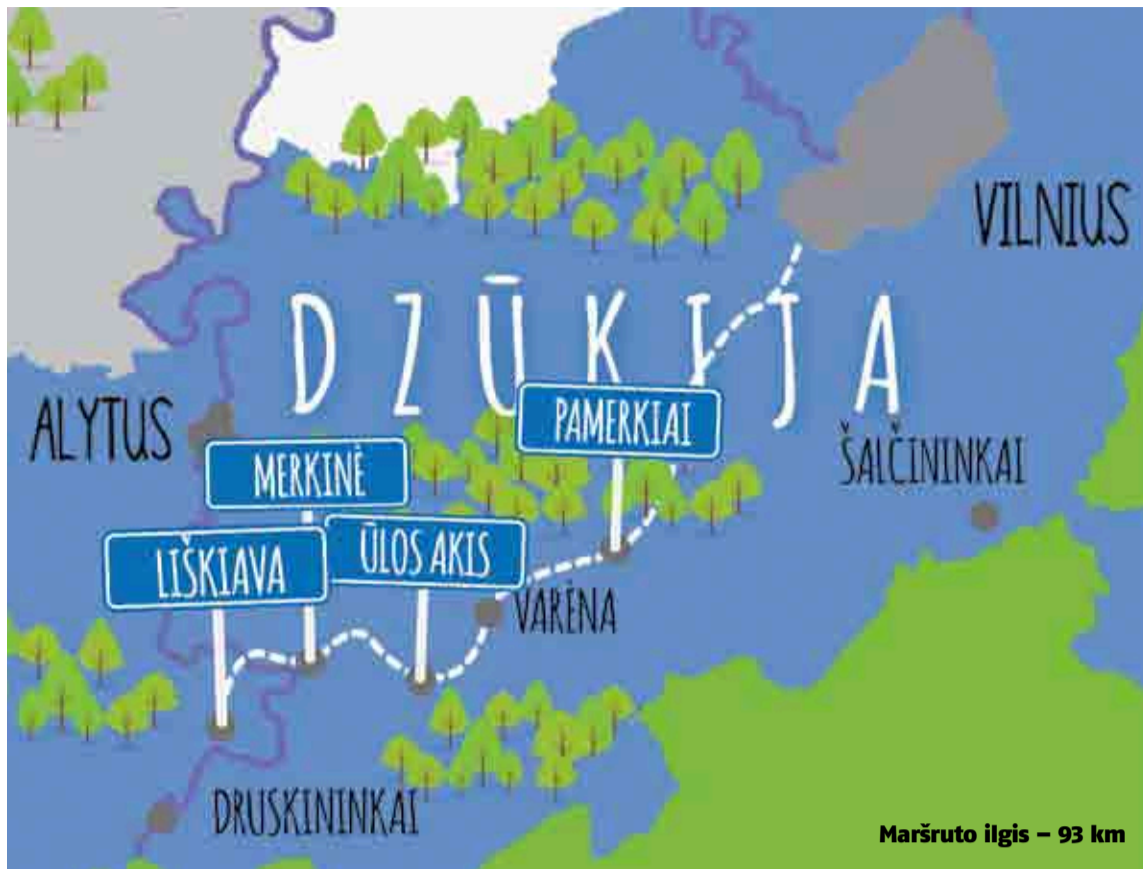 VILNIUS
DZŪKIJA
ALYTUS
PAMERKIAI
ŠALČININKAI
MERKINĖ
ŪLOS AKIS
LIŠKIAVA
VARĖNA
DRUSKININKAI
Maršruto ilgis – 93 km